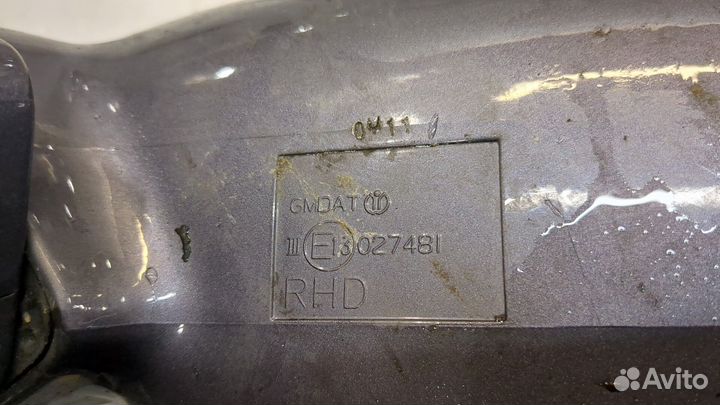 0411
GMDAT
III E13 027481
RHD
Avito